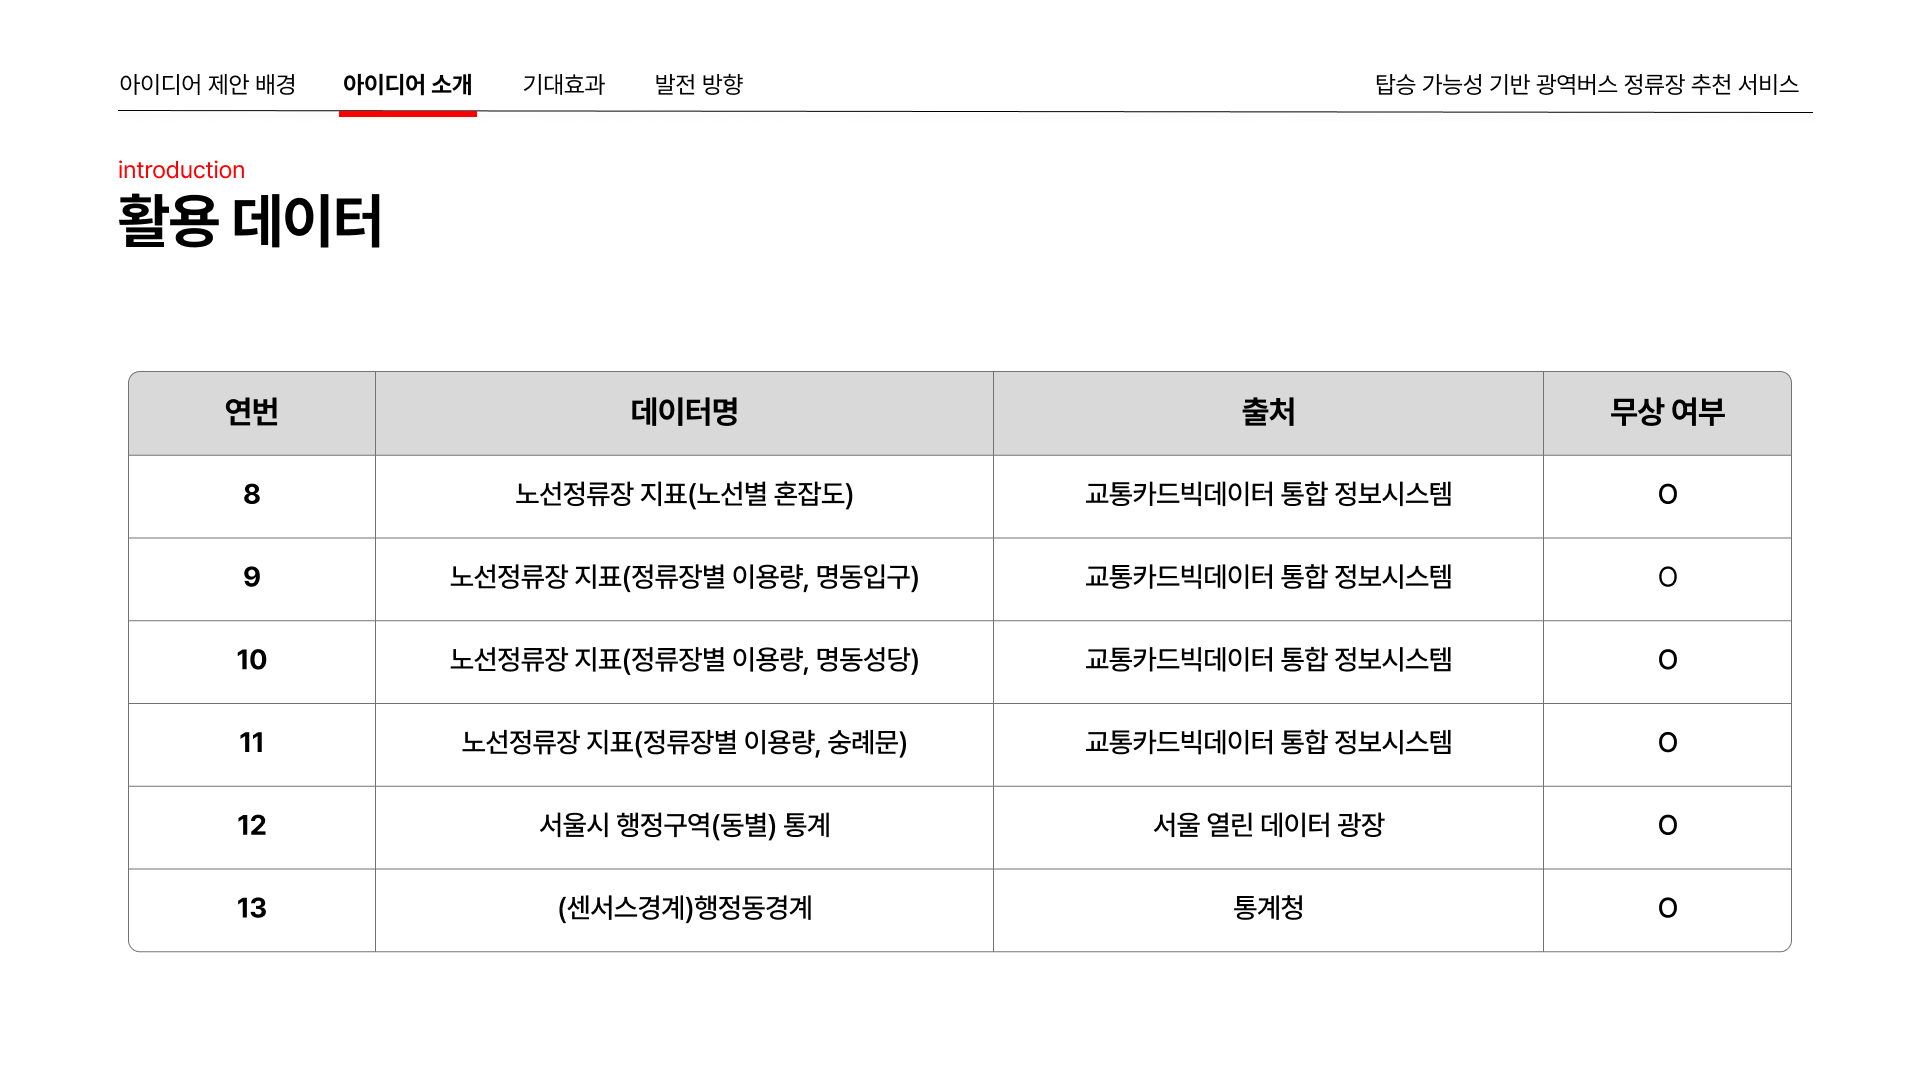 아이디어 제안 배경 아이디어 소개 기대효과 발전 방향 탑승 가능성 기반 광역버스 정류장 추천 서비스
introduction
활용 데이터
연번 데이터명 출처 무상 여부
8 노선정류장 지표(노선별 혼잡도) 교통카드빅데이터 통합 정보시스템 O
9 노선정류장 지표(정류장별 이용량, 명동입구) 교통카드빅데이터 통합 정보시스템 O
10 노선정류장 지표(정류장별 이용량, 명동성당) 교통카드빅데이터 통합 정보시스템 O
11 노선정류장 지표(정류장별 이용량, 숭례문) 교통카드빅데이터 통합 정보시스템 O
12 서울시 행정구역(동별) 통계 서울 열린 데이터 광장 O
13 (센서스경계)행정동경계 통계청 O